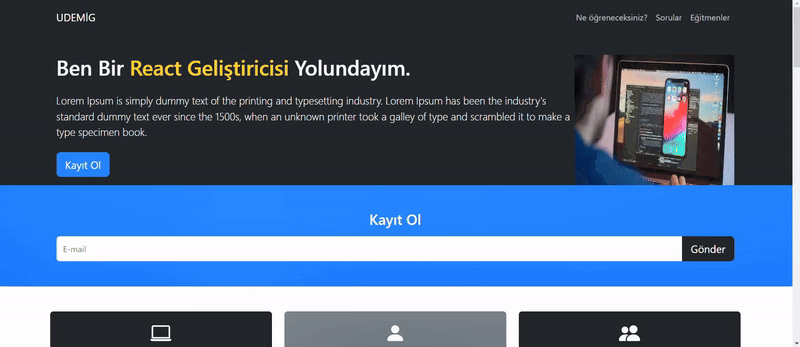 UDEMİG
Ne öğreneceksiniz? Sorular Eğitmenler
Ben Bir React Geliştiricisi Yolundayım.
Lorem Ipsum is simply dummy text of the printing and typesetting industry. Lorem Ipsum has been the industry's
standard dummy text ever since the 1500s, when an unknown printer took a galley of type and scrambled it to make a
type specimen book.
Kayıt Ol
Kayıt Ol
E-mail
Gönder